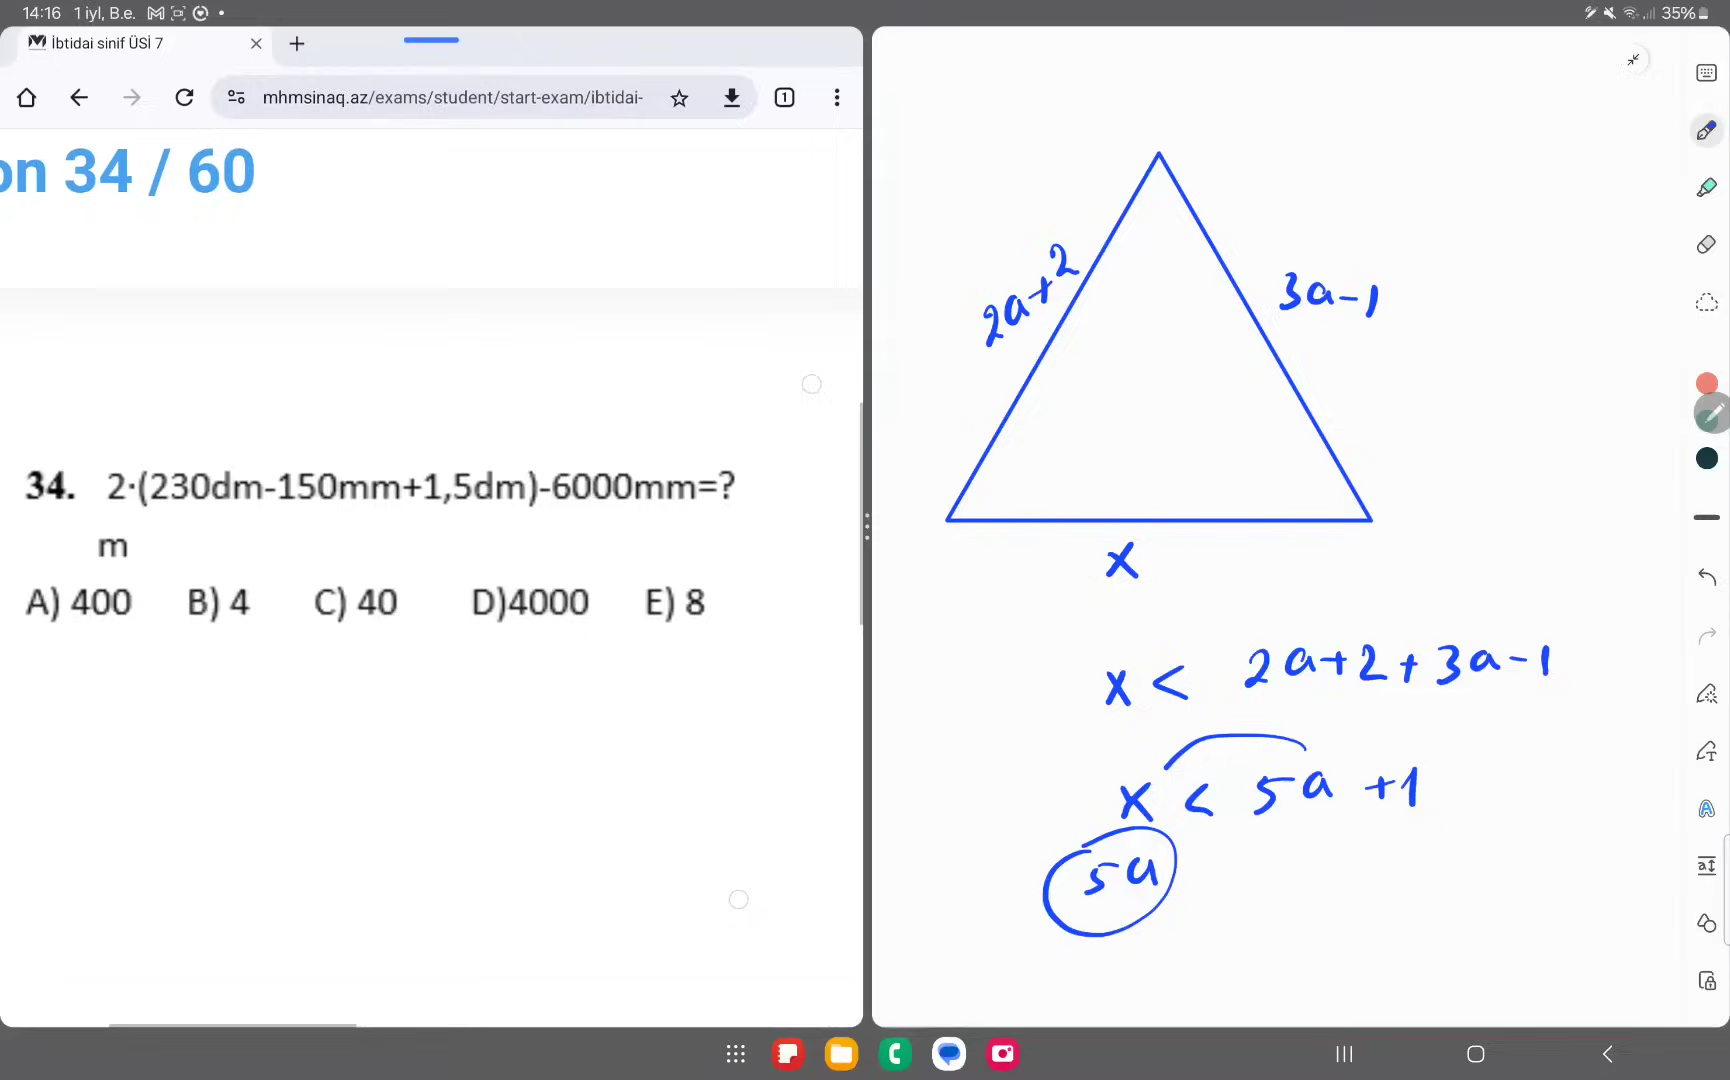 14:16 1 iyl, B.e.
35%
İbtidai sinif ÜSİ 7
mhmsinaq.az/exams/student/start-exam/ibtidai-
1
on 34 / 60
34. 2·(230dm-150mm+1,5dm)-6000mm=?
m
A) 400 B) 4 C) 40 D)4000 E) 8
2a+2
3a-1
x
x < 2a+2+3a-1
x < 5a +1
5a